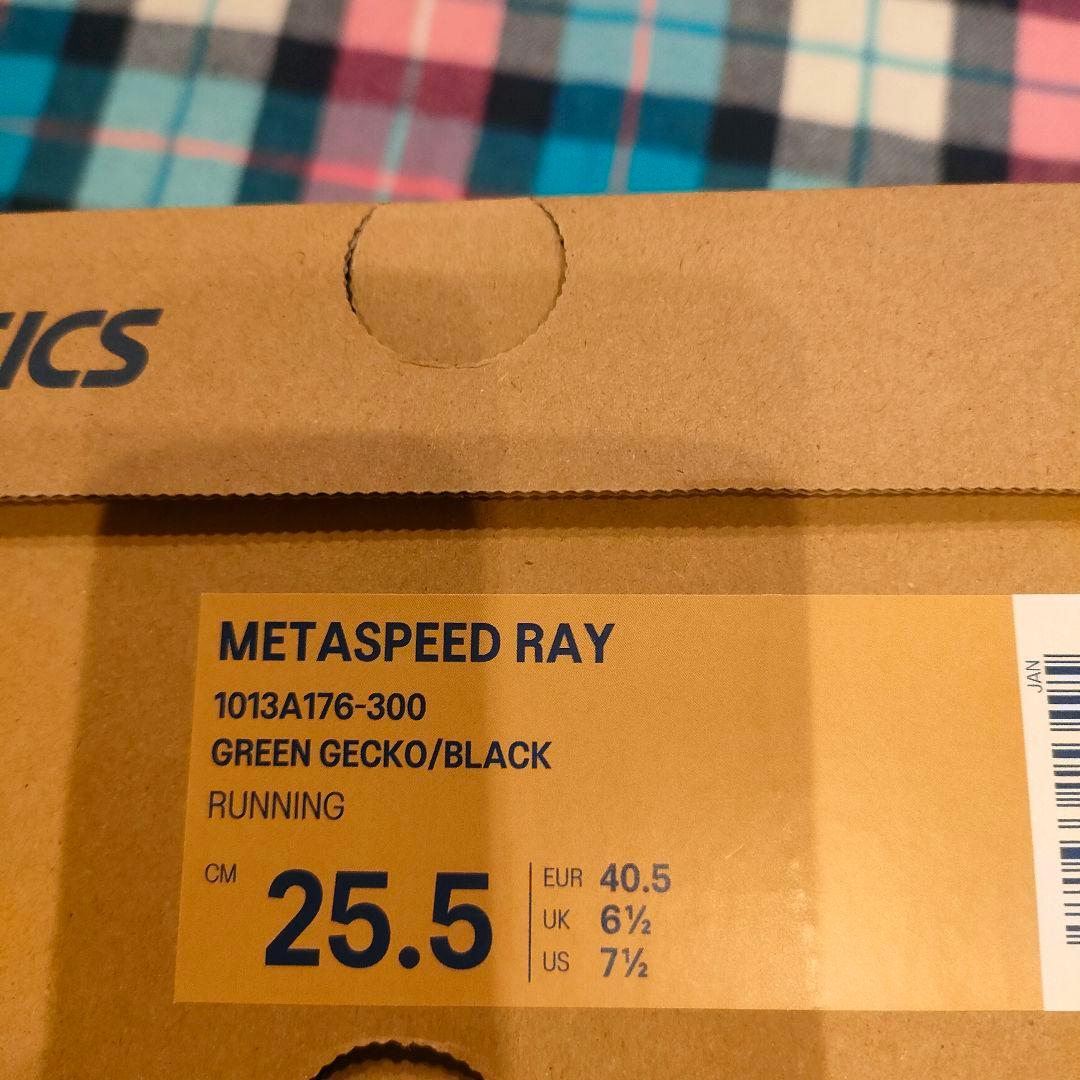 ICS
METASPEED RAY
1013A176-300
GREEN GECKO/BLACK
RUNNING
CM 25.5
EUR 40.5
UK 6½
US 7½
JAN